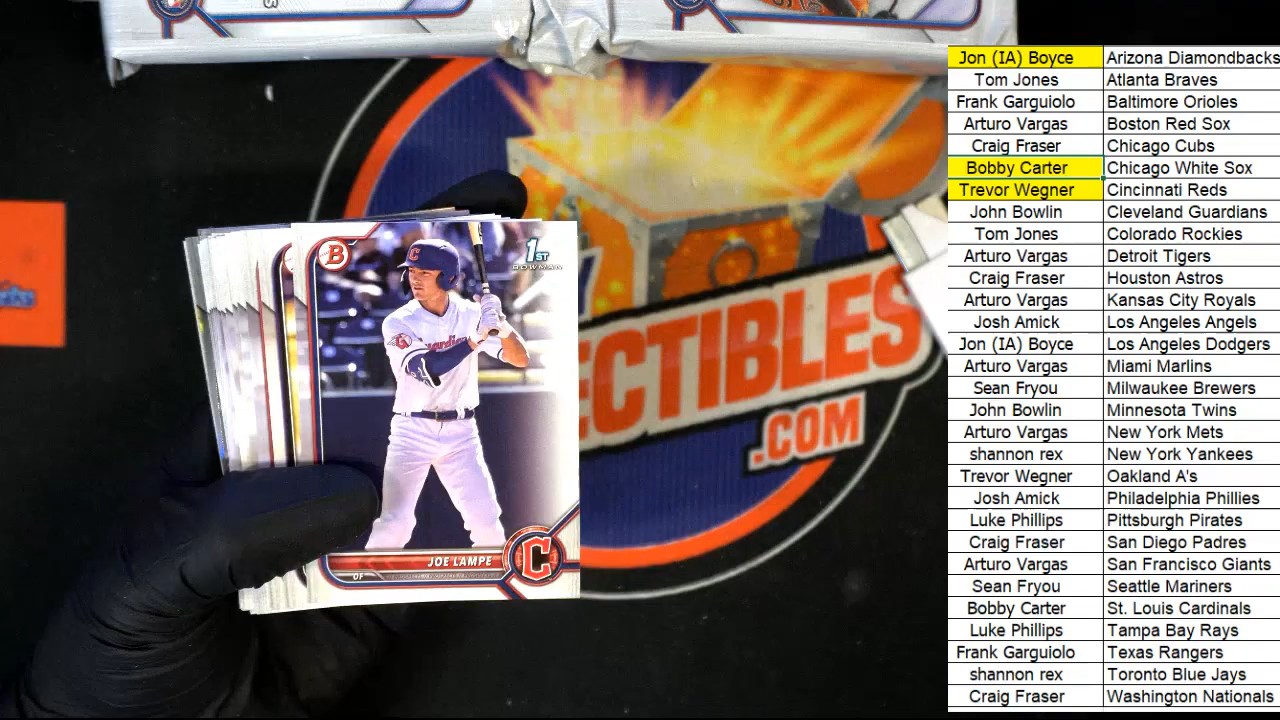 B
1ST
BOWMAN
C
JOE LAMPE
OF
C
ECTIBLES
.COM
Jon (IA) Boyce Arizona Diamondbacks
Tom Jones Atlanta Braves
Frank Garguiolo Baltimore Orioles
Arturo Vargas Boston Red Sox
Craig Fraser Chicago Cubs
Bobby Carter Chicago White Sox
Trevor Wegner Cincinnati Reds
John Bowlin Cleveland Guardians
Tom Jones Colorado Rockies
Arturo Vargas Detroit Tigers
Craig Fraser Houston Astros
Arturo Vargas Kansas City Royals
Josh Amick Los Angeles Angels
Jon (IA) Boyce Los Angeles Dodgers
Arturo Vargas Miami Marlins
Sean Fryou Milwaukee Brewers
John Bowlin Minnesota Twins
Arturo Vargas New York Mets
shannon rex New York Yankees
Trevor Wegner Oakland A's
Josh Amick Philadelphia Phillies
Luke Phillips Pittsburgh Pirates
Craig Fraser San Diego Padres
Arturo Vargas San Francisco Giants
Sean Fryou Seattle Mariners
Bobby Carter St. Louis Cardinals
Luke Phillips Tampa Bay Rays
Frank Garguiolo Texas Rangers
shannon rex Toronto Blue Jays
Craig Fraser Washington Nationals